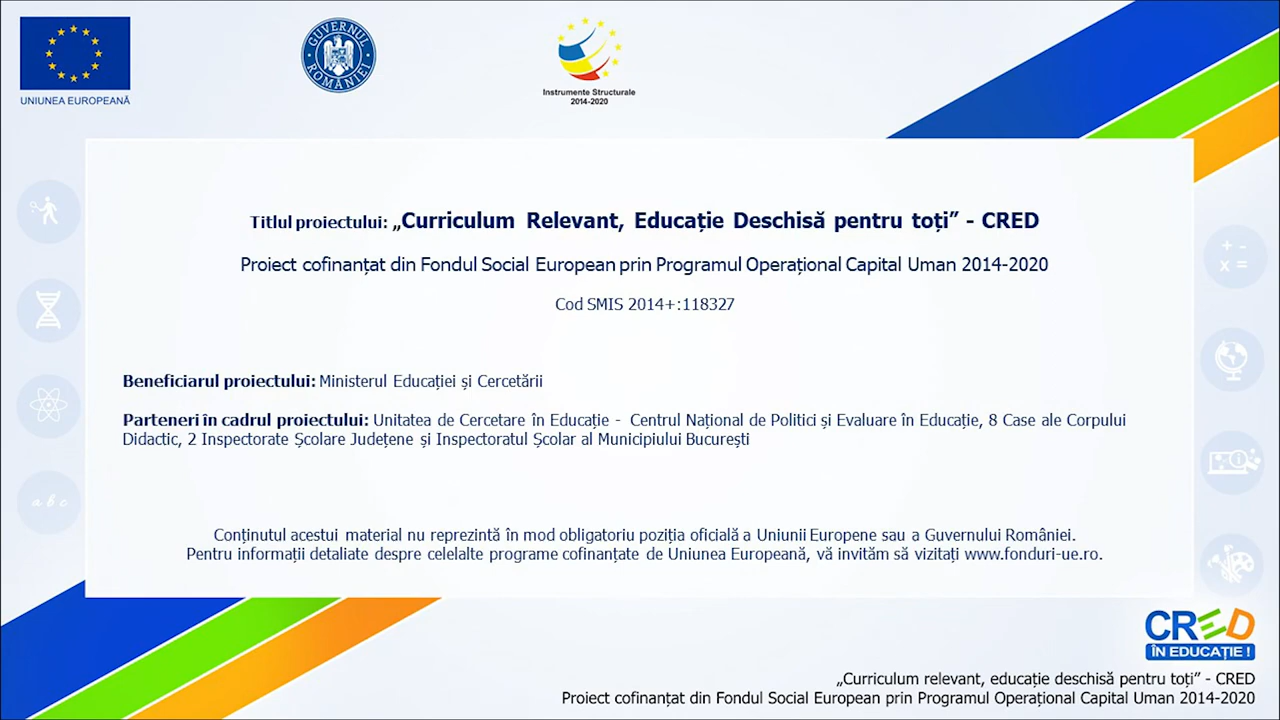 UNIUNEA EUROPEANĂ
GUVERNUL ROMÂNIEI
Instrumente Structurale
2014-2020
Titlul proiectului: „Curriculum Relevant, Educație Deschisă pentru toți” - CRED
Proiect cofinanțat din Fondul Social European prin Programul Operațional Capital Uman 2014-2020
Cod SMIS 2014+:118327
Beneficiarul proiectului: Ministerul Educației și Cercetării
Parteneri în cadrul proiectului: Unitatea de Cercetare în Educație - Centrul Național de Politici și Evaluare în Educație, 8 Case ale Corpului
Didactic, 2 Inspectorate Școlare Județene și Inspectoratul Școlar al Municipiului București
Conținutul acestui material nu reprezintă în mod obligatoriu poziția oficială a Uniunii Europene sau a Guvernului României.
Pentru informații detaliate despre celelalte programe cofinanțate de Uniunea Europeană, vă invităm să vizitați www.fonduri-ue.ro.
+ -
x =
a b c
CRED
ÎN EDUCAȚIE !
„Curriculum relevant, educație deschisă pentru toți” - CRED
Proiect cofinanțat din Fondul Social European prin Programul Operațional Capital Uman 2014-2020